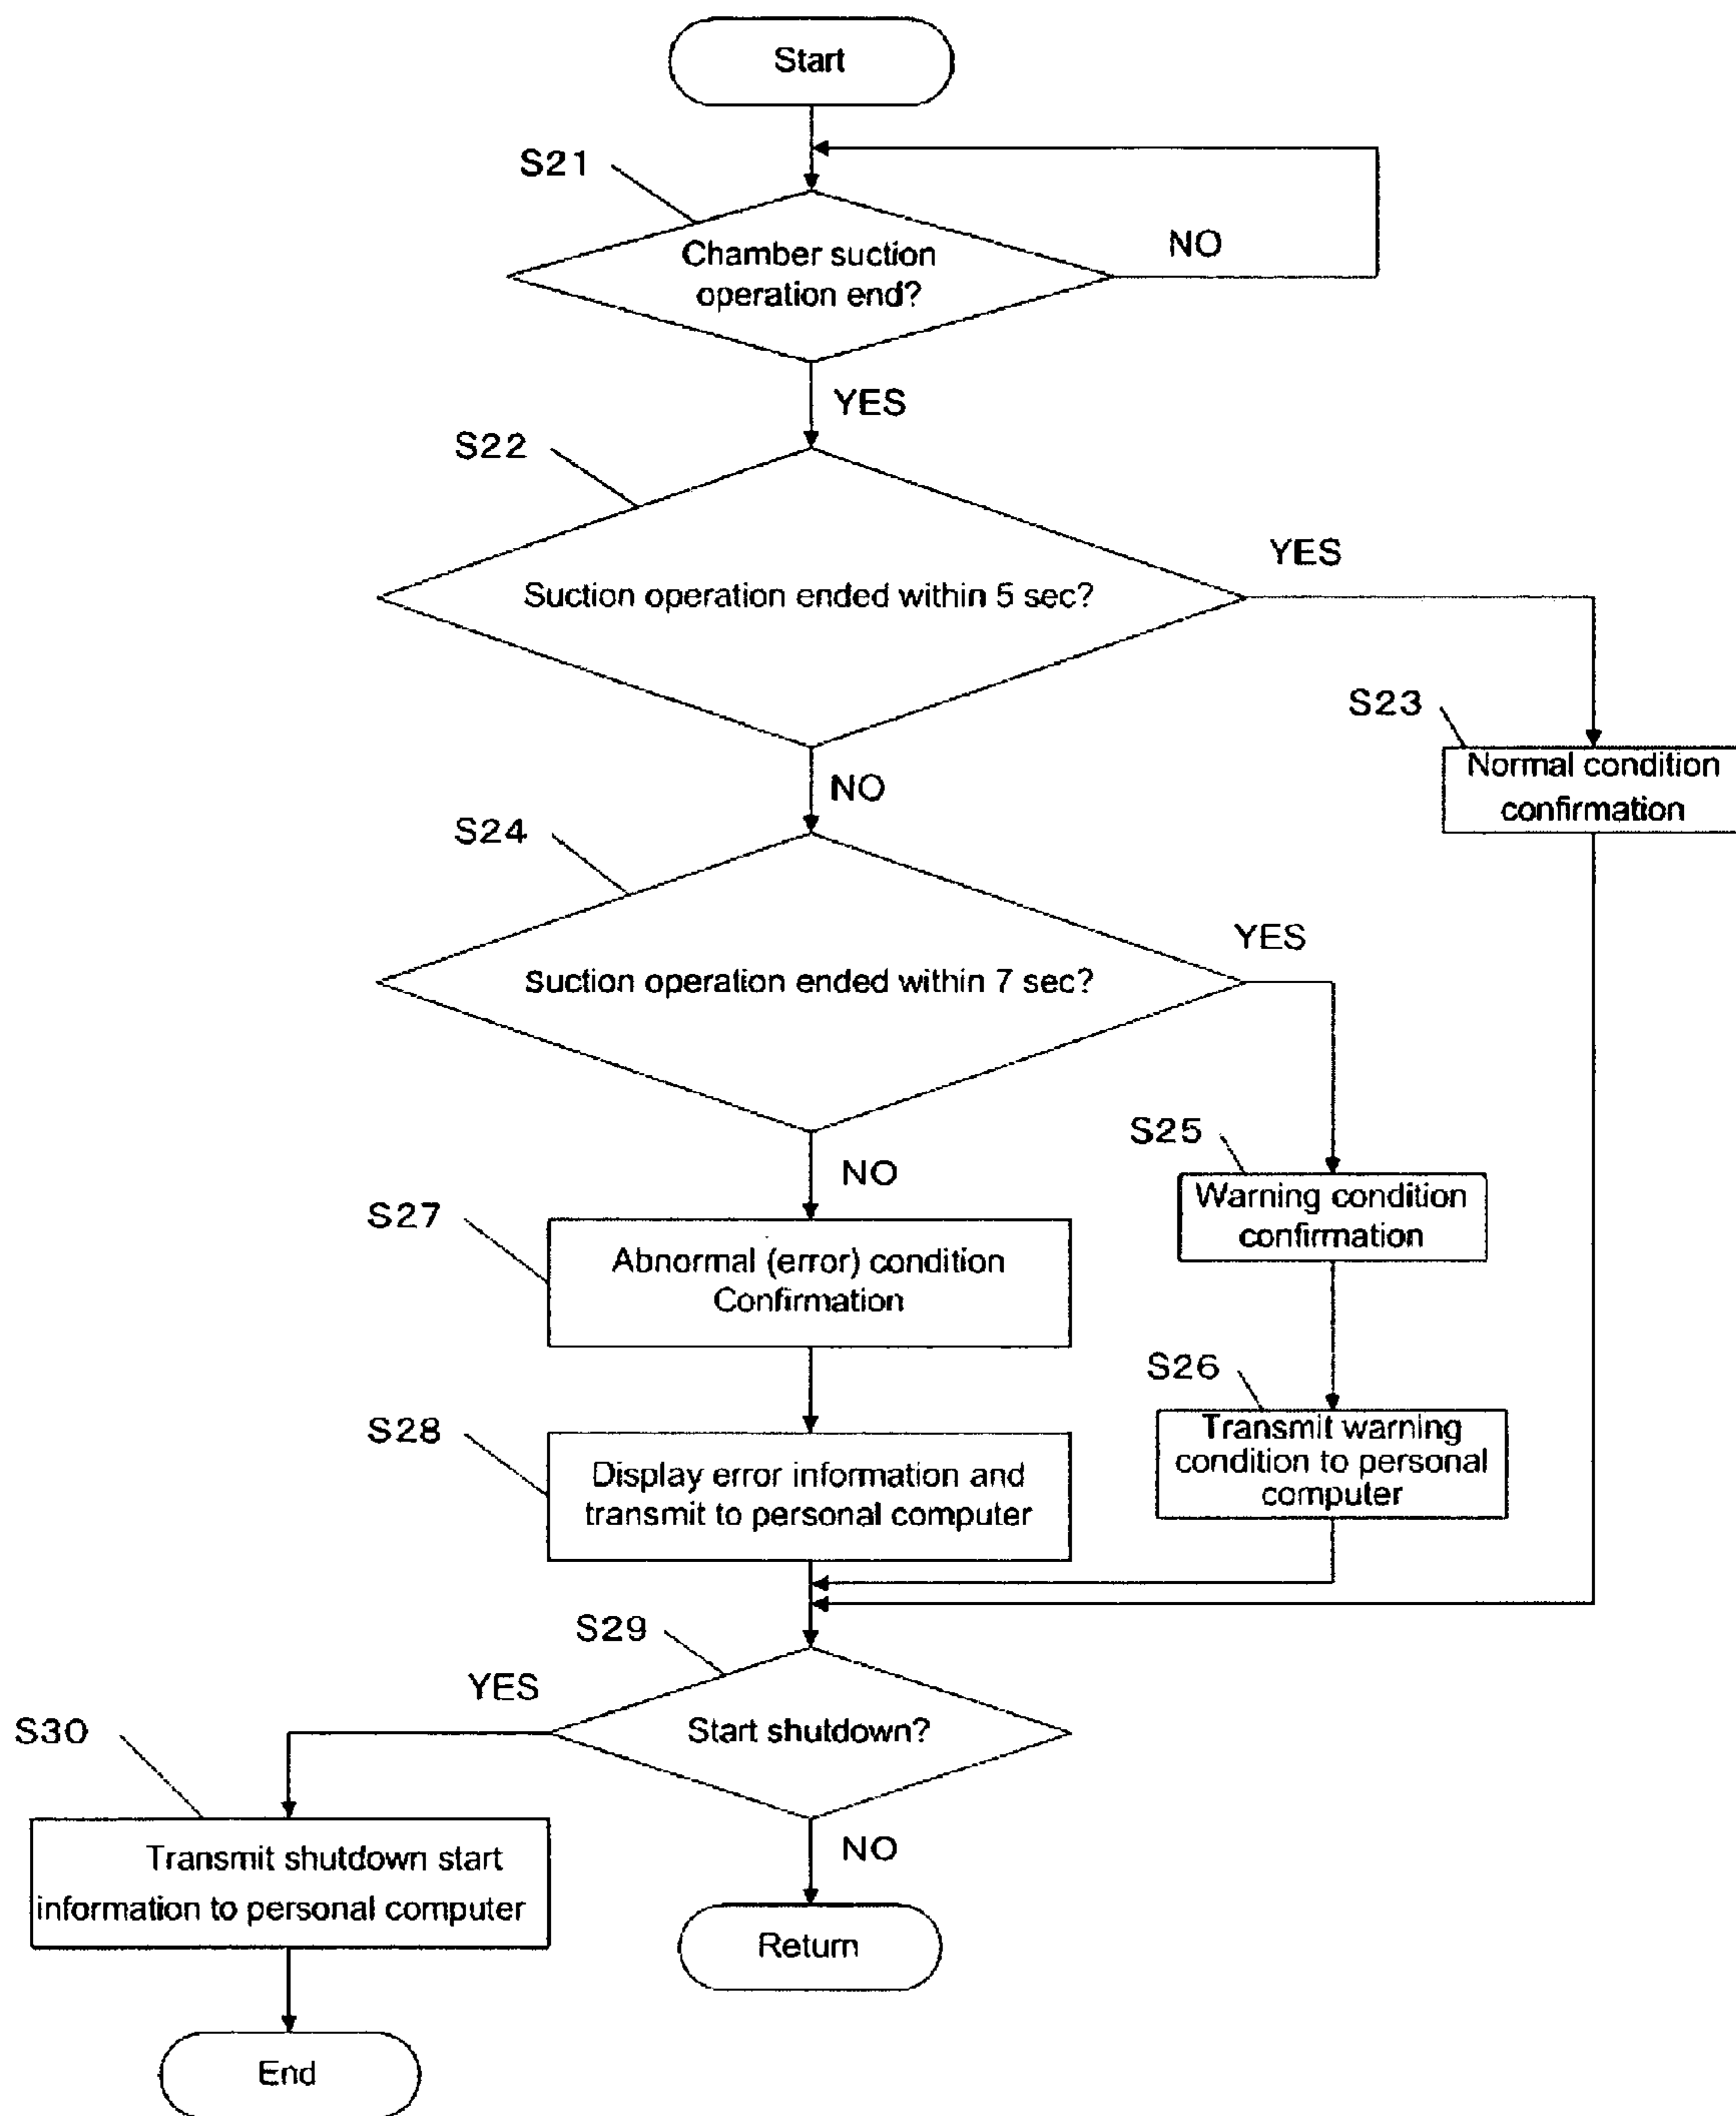 Start
S21
Chamber suction
operation end?
NO
YES
S22
Suction operation ended within 5 sec?
YES
S23
Normal condition
confirmation
NO
S24
Suction operation ended within 7 sec?
YES
S25
Warning condition
confirmation
NO
S27
Abnormal (error) condition
Confirmation
S26
Transmit warning
condition to personal
computer
S28
Display error information and
transmit to personal computer
S29
Start shutdown?
YES
S30
Transmit shutdown start
information to personal computer
NO
Return
End